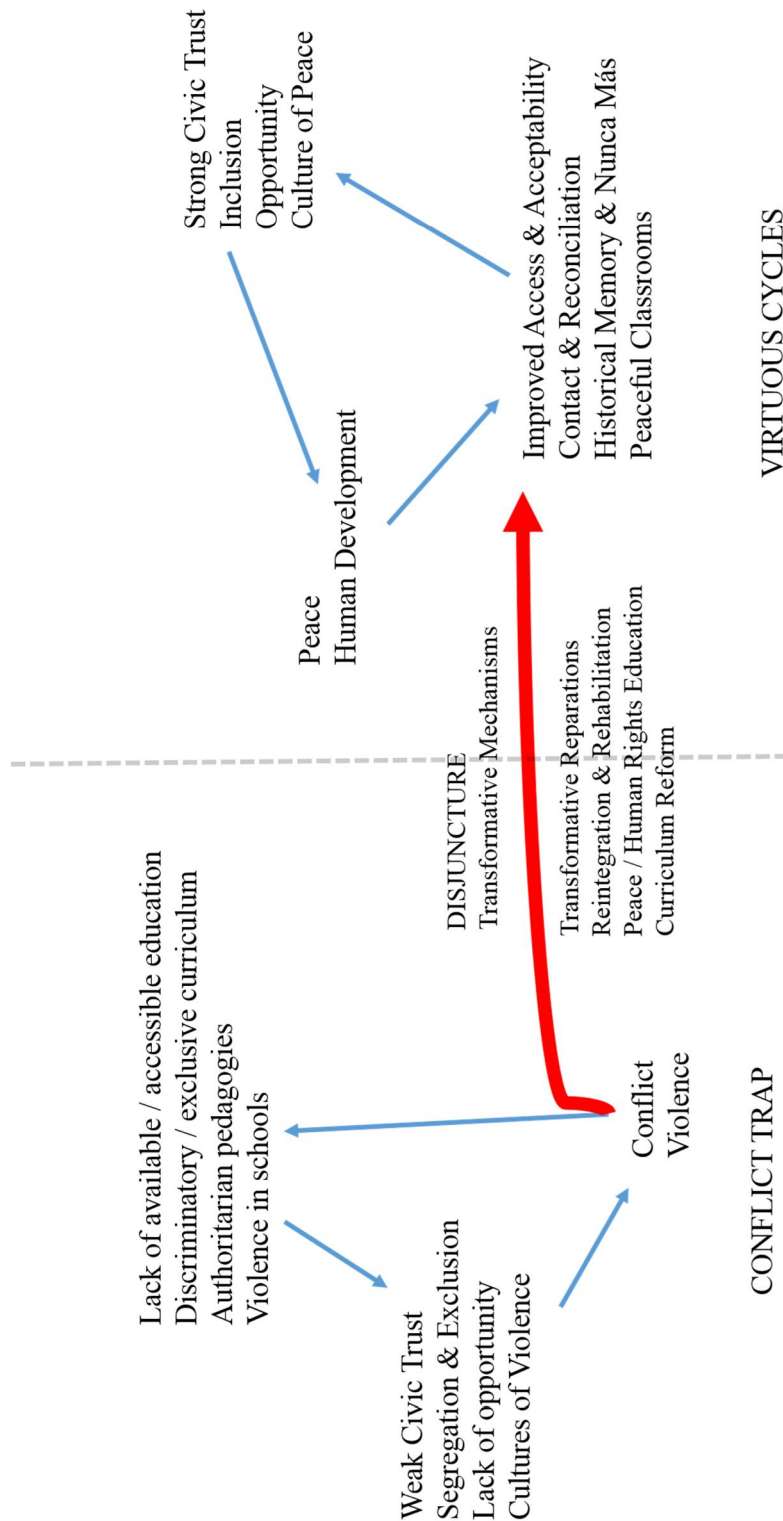 Lack of available / accessible education
Discriminatory / exclusive curriculum
Authoritarian pedagogies
Violence in schools
Weak Civic Trust
Segregation & Exclusion
Lack of opportunity
Cultures of Violence
Conflict
Violence
CONFLICT TRAP
DISJUNCTURE
Transformative Mechanisms
Transformative Reparations
Reintegration & Rehabilitation
Peace / Human Rights Education
Curriculum Reform
Strong Civic Trust
Inclusion
Opportunity
Culture of Peace
Peace
Human Development
Improved Access & Acceptability
Contact & Reconciliation
Historical Memory & Nunca Más
Peaceful Classrooms
VIRTUOUS CYCLES